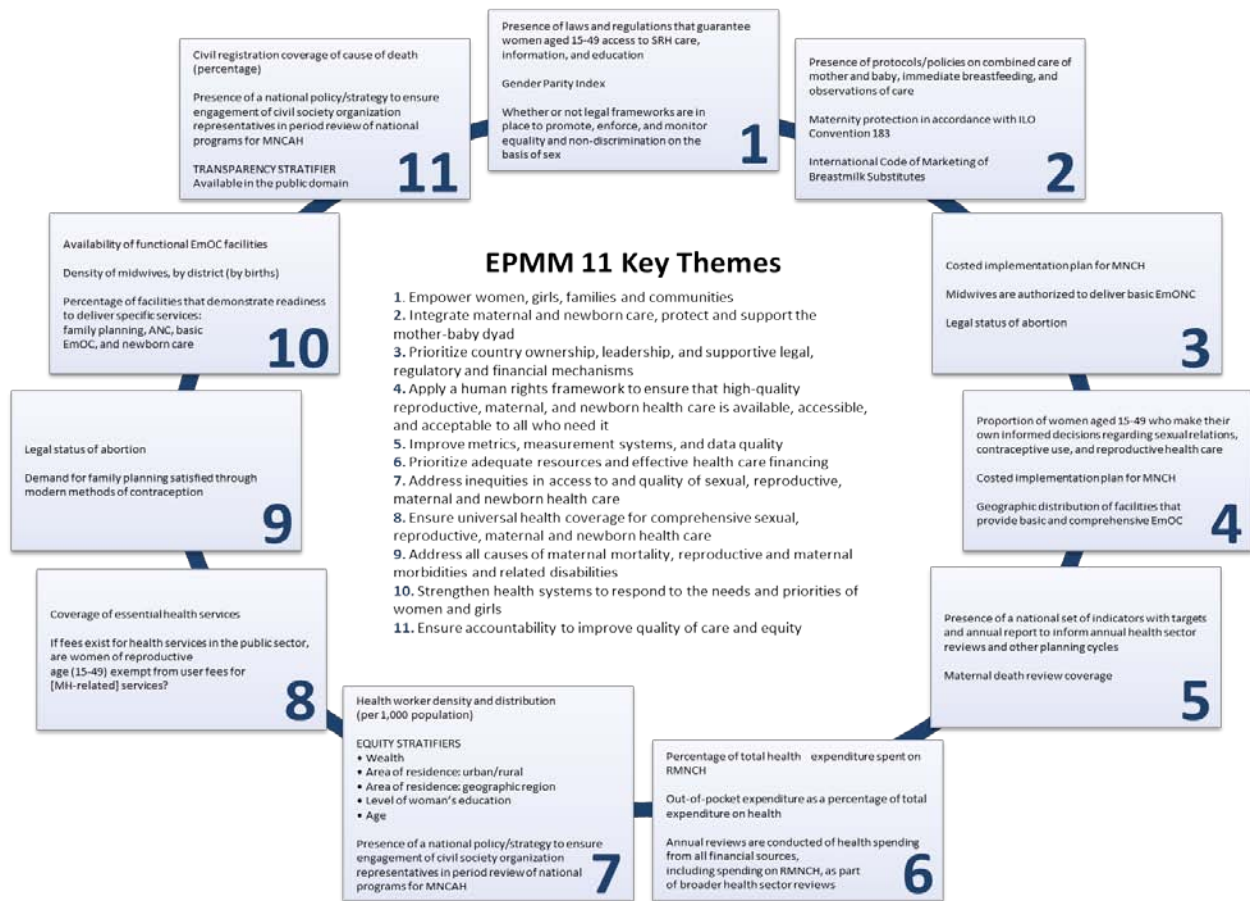 Presence of laws and regulations that guarantee
women aged 15-49 access to SRH care,
information, and education
Gender Parity Index
Whether or not legal frameworks are in
place to promote, enforce, and monitor
equality and non-discrimination on the
basis of sex
1
Presence of protocols/policies on combined care of
mother and baby, immediate breastfeeding, and
observations of care
Maternity protection in accordance with ILO
Convention 183
International Code of Marketing of
Breastmilk Substitutes
2
Costed implementation plan for MNCH
Midwives are authorized to deliver basic EmONC
Legal status of abortion
3
Proportion of women aged 15-49 who make their
own informed decisions regarding sexual relations,
contraceptive use, and reproductive health care
Costed implementation plan for MNCH
Geographic distribution of facilities that
provide basic and comprehensive EmOC
4
Presence of a national set of indicators with targets
and annual report to inform annual health sector
reviews and other planning cycles
Maternal death review coverage
5
Percentage of total health expenditure spent on
RMNCH
Out-of-pocket expenditure as a percentage of total
expenditure on health
Annual reviews are conducted of health spending
from all financial sources,
including spending on RMNCH, as part
of broader health sector reviews
6
Health worker density and distribution
(per 1,000 population)
EQUITY STRATIFIERS
• Wealth
• Area of residence: urban/rural
• Area of residence: geographic region
• Level of woman's education
• Age
Presence of a national policy/strategy to ensure
engagement of civil society organization
representatives in period review of national
programs for MNCAH
7
Coverage of essential health services
If fees exist for health services in the public sector,
are women of reproductive
age (15-49) exempt from user fees for
[MH-related] services?
8
Legal status of abortion
Demand for family planning satisfied through
modern methods of contraception
9
Availability of functional EmOC facilities
Density of midwives, by district (by births)
Percentage of facilities that demonstrate readiness
to deliver specific services:
family planning, ANC, basic
EmOC, and newborn care
10
Civil registration coverage of cause of death
(percentage)
Presence of a national policy/strategy to ensure
engagement of civil society organization
representatives in period review of national
programs for MNCAH
TRANSPARENCY STRATIFIER
Available in the public domain
11
EPMM 11 Key Themes
1. Empower women, girls, families and communities
2. Integrate maternal and newborn care, protect and support the
mother-baby dyad
3. Prioritize country ownership, leadership, and supportive legal,
regulatory and financial mechanisms
4. Apply a human rights framework to ensure that high-quality
reproductive, maternal, and newborn health care is available, accessible,
and acceptable to all who need it
5. Improve metrics, measurement systems, and data quality
6. Prioritize adequate resources and effective health care financing
7. Address inequities in access to and quality of sexual, reproductive,
maternal and newborn health care
8. Ensure universal health coverage for comprehensive sexual,
reproductive, maternal and newborn health care
9. Address all causes of maternal mortality, reproductive and maternal
morbidities and related disabilities
10. Strengthen health systems to respond to the needs and priorities of
women and girls
11. Ensure accountability to improve quality of care and equity